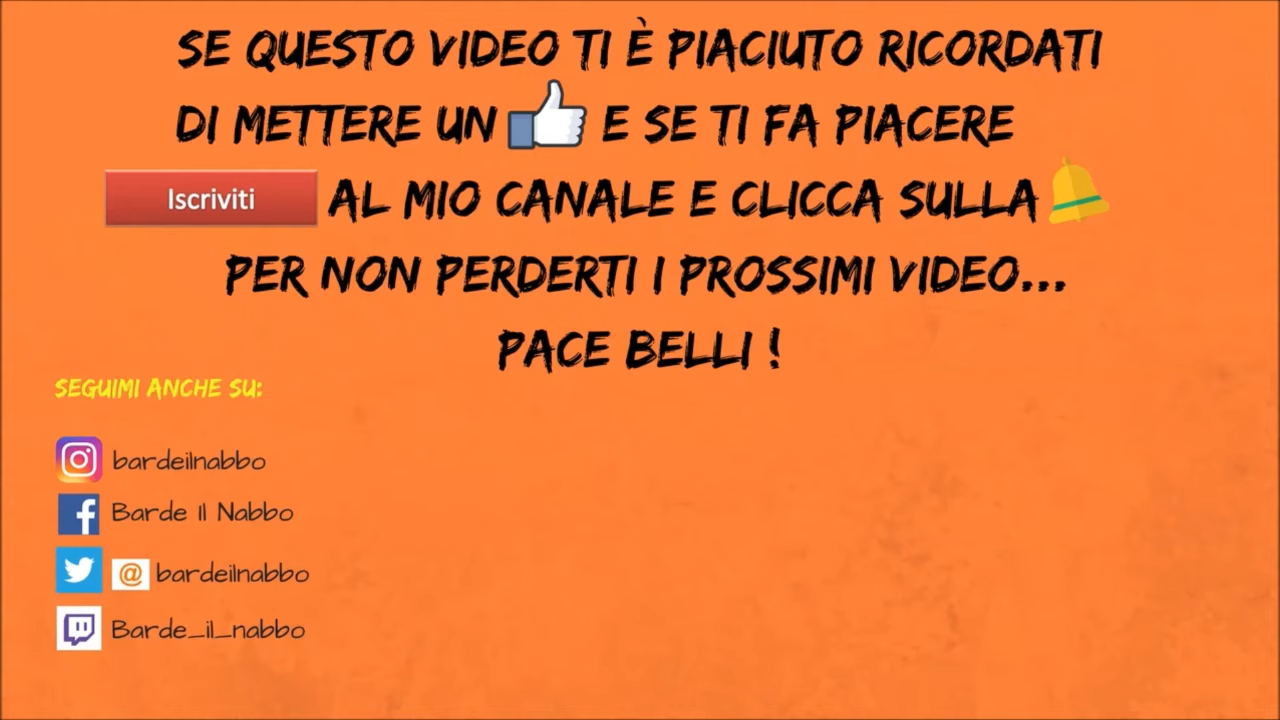 SE QUESTO VIDEO TI È PIACIUTO RICORDATI
DI METTERE UN E SE TI FA PIACERE
Iscriviti AL MIO CANALE E CLICCA SULLA
PER NON PERDERTI I PROSSIMI VIDEO...
PACE BELLI !
SEGUIMI ANCHE SU:
bardeilnabbo
Barde Il Nabbo
@ bardeilnabbo
Barde_il_nabbo